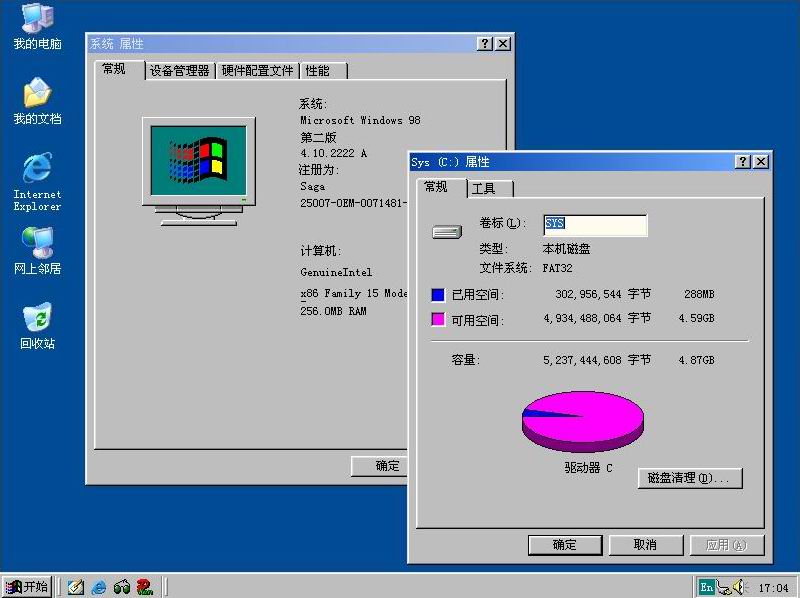 我的电脑
我的文档
Internet
Explorer
网上邻居
回收站
系统 属性
常规 设备管理器 硬件配置文件 性能
系统:
Microsoft Windows 98
第二版
4.10.2222 A
注册为:
Saga
25007-OEM-0071481-
计算机:
GenuineIntel
x86 Family 15 Mode
256.0MB RAM
确定
Sys (C:) 属性
常规 工具
卷标(L): SYS
类型: 本机磁盘
文件系统: FAT32
已用空间: 302,956,544 字节 288MB
可用空间: 4,934,488,064 字节 4.59GB
容量: 5,237,444,608 字节 4.87GB
驱动器 C
磁盘清理(D)...
确定 取消 应用(A)
开始 En 17:04